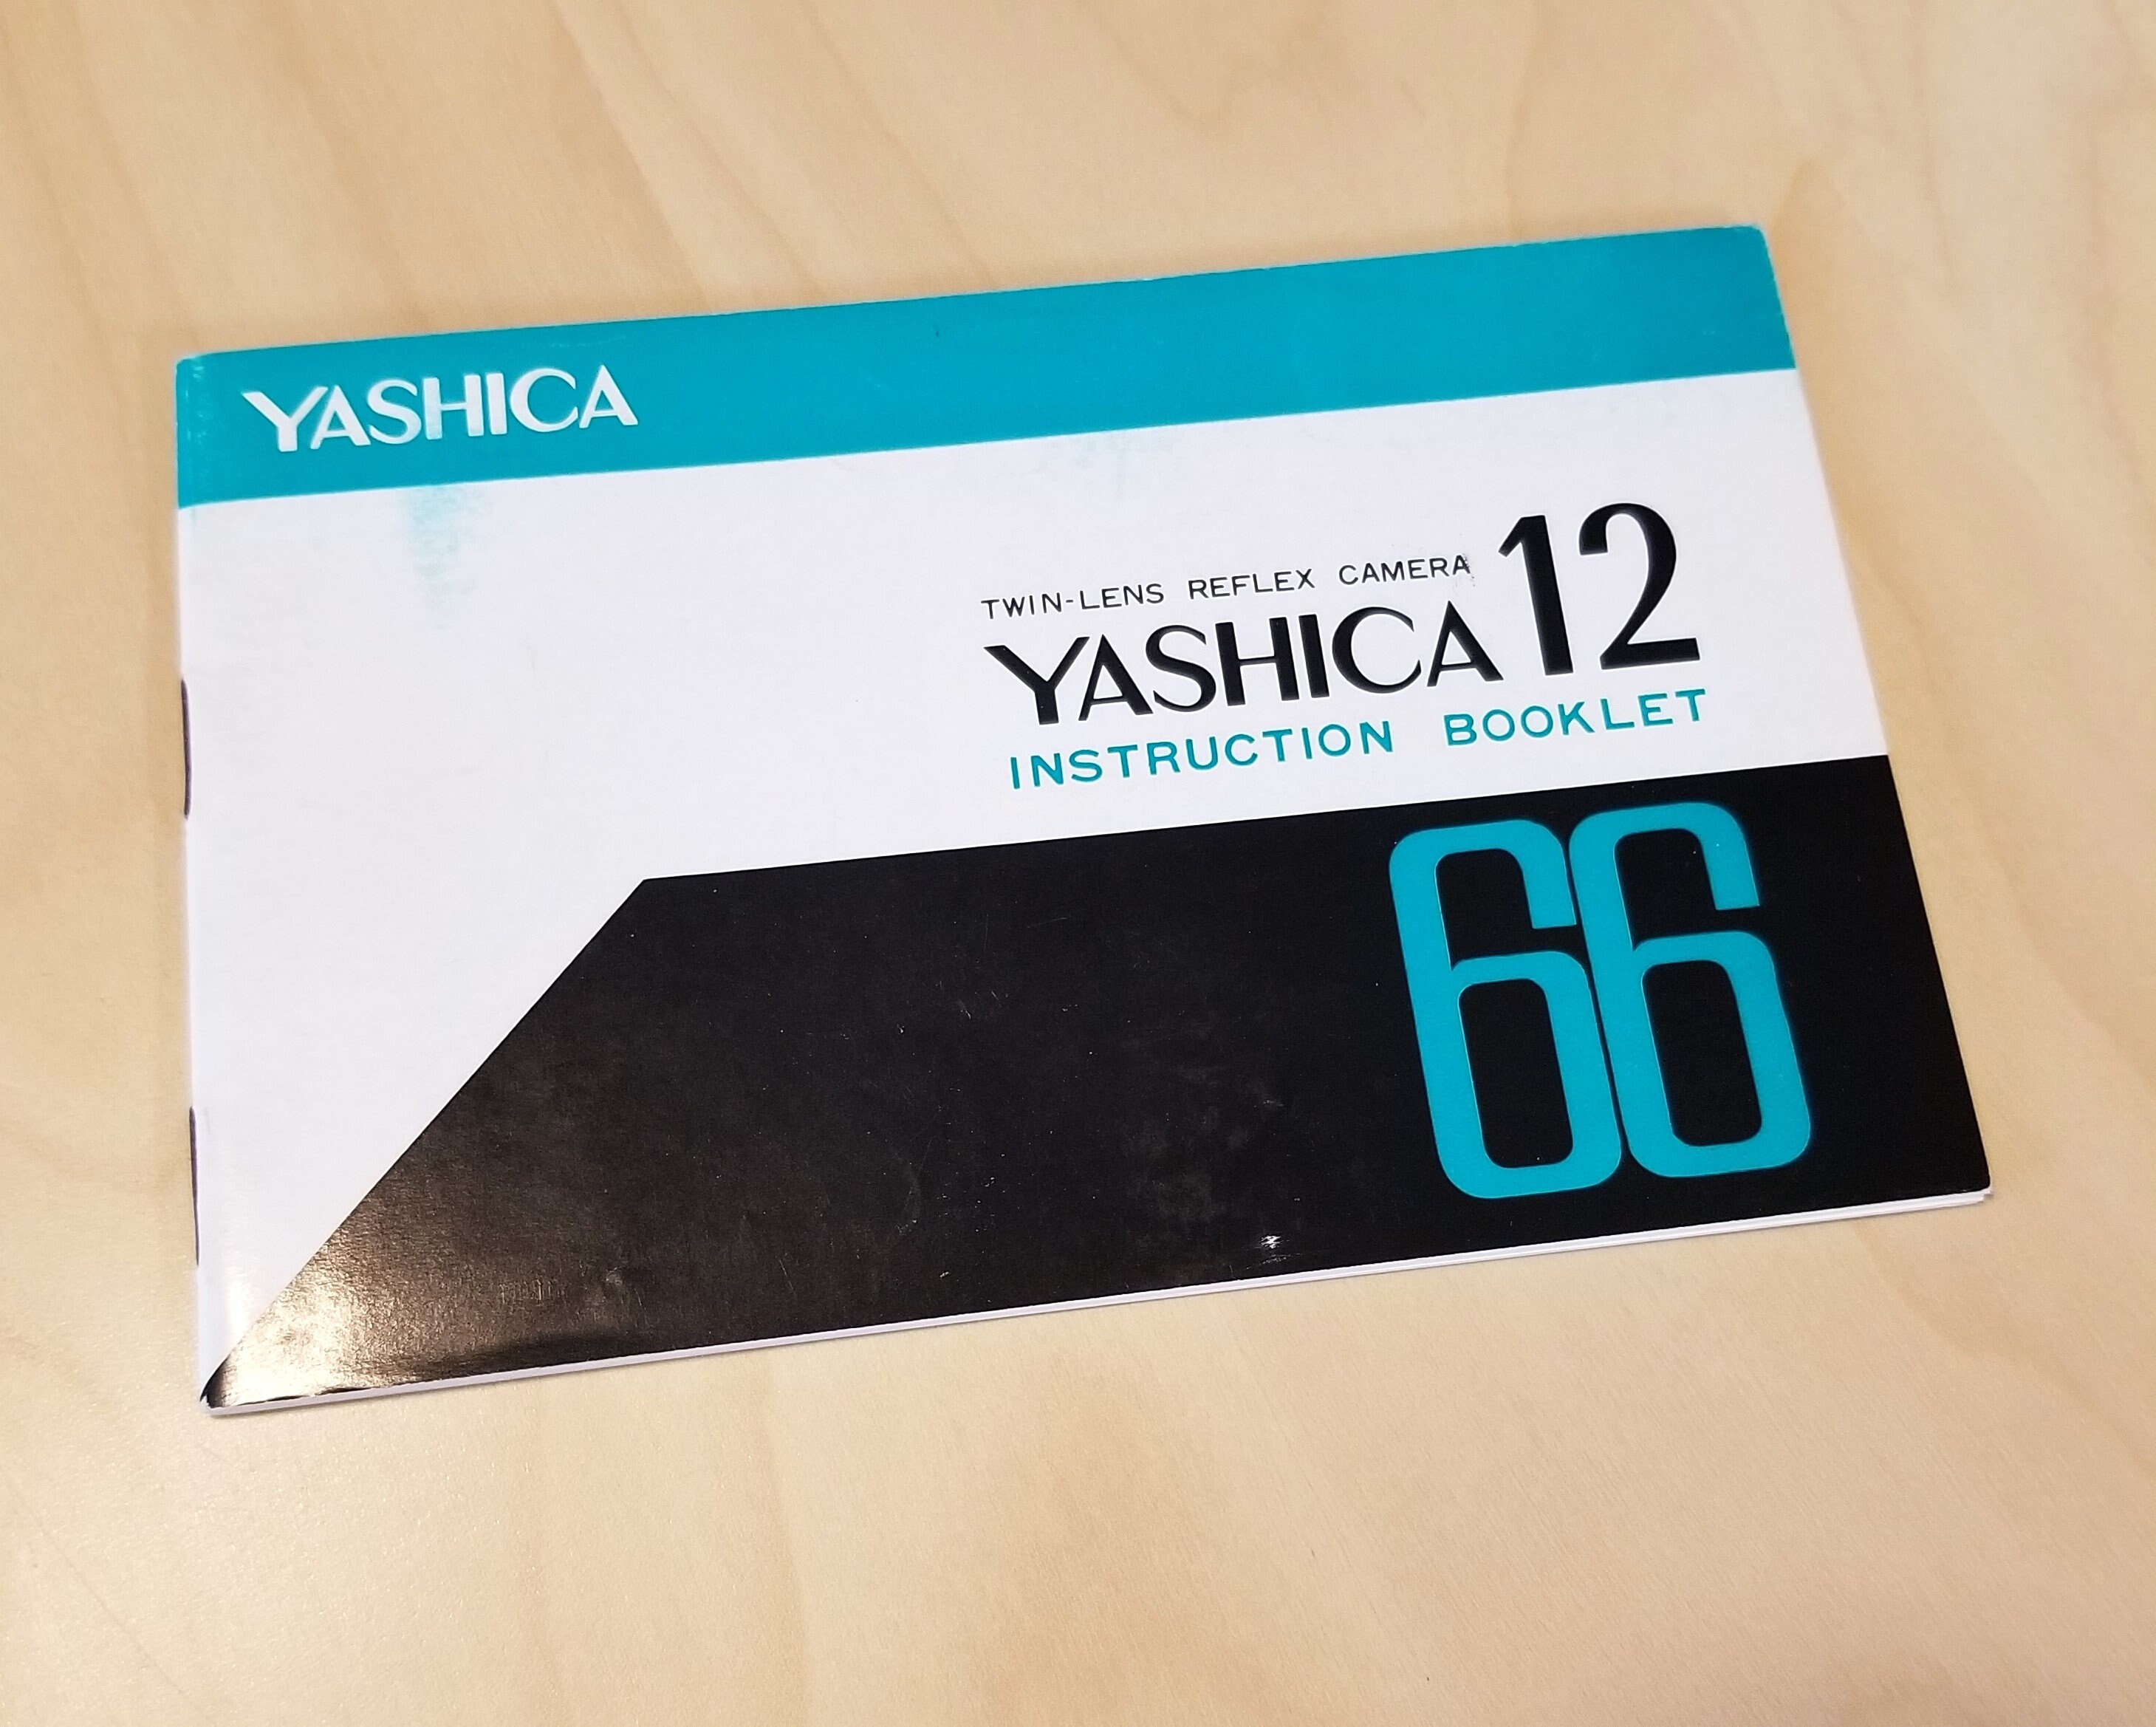 YASHICA
TWIN-LENS REFLEX CAMERA
YASHICA 12
INSTRUCTION BOOKLET
66